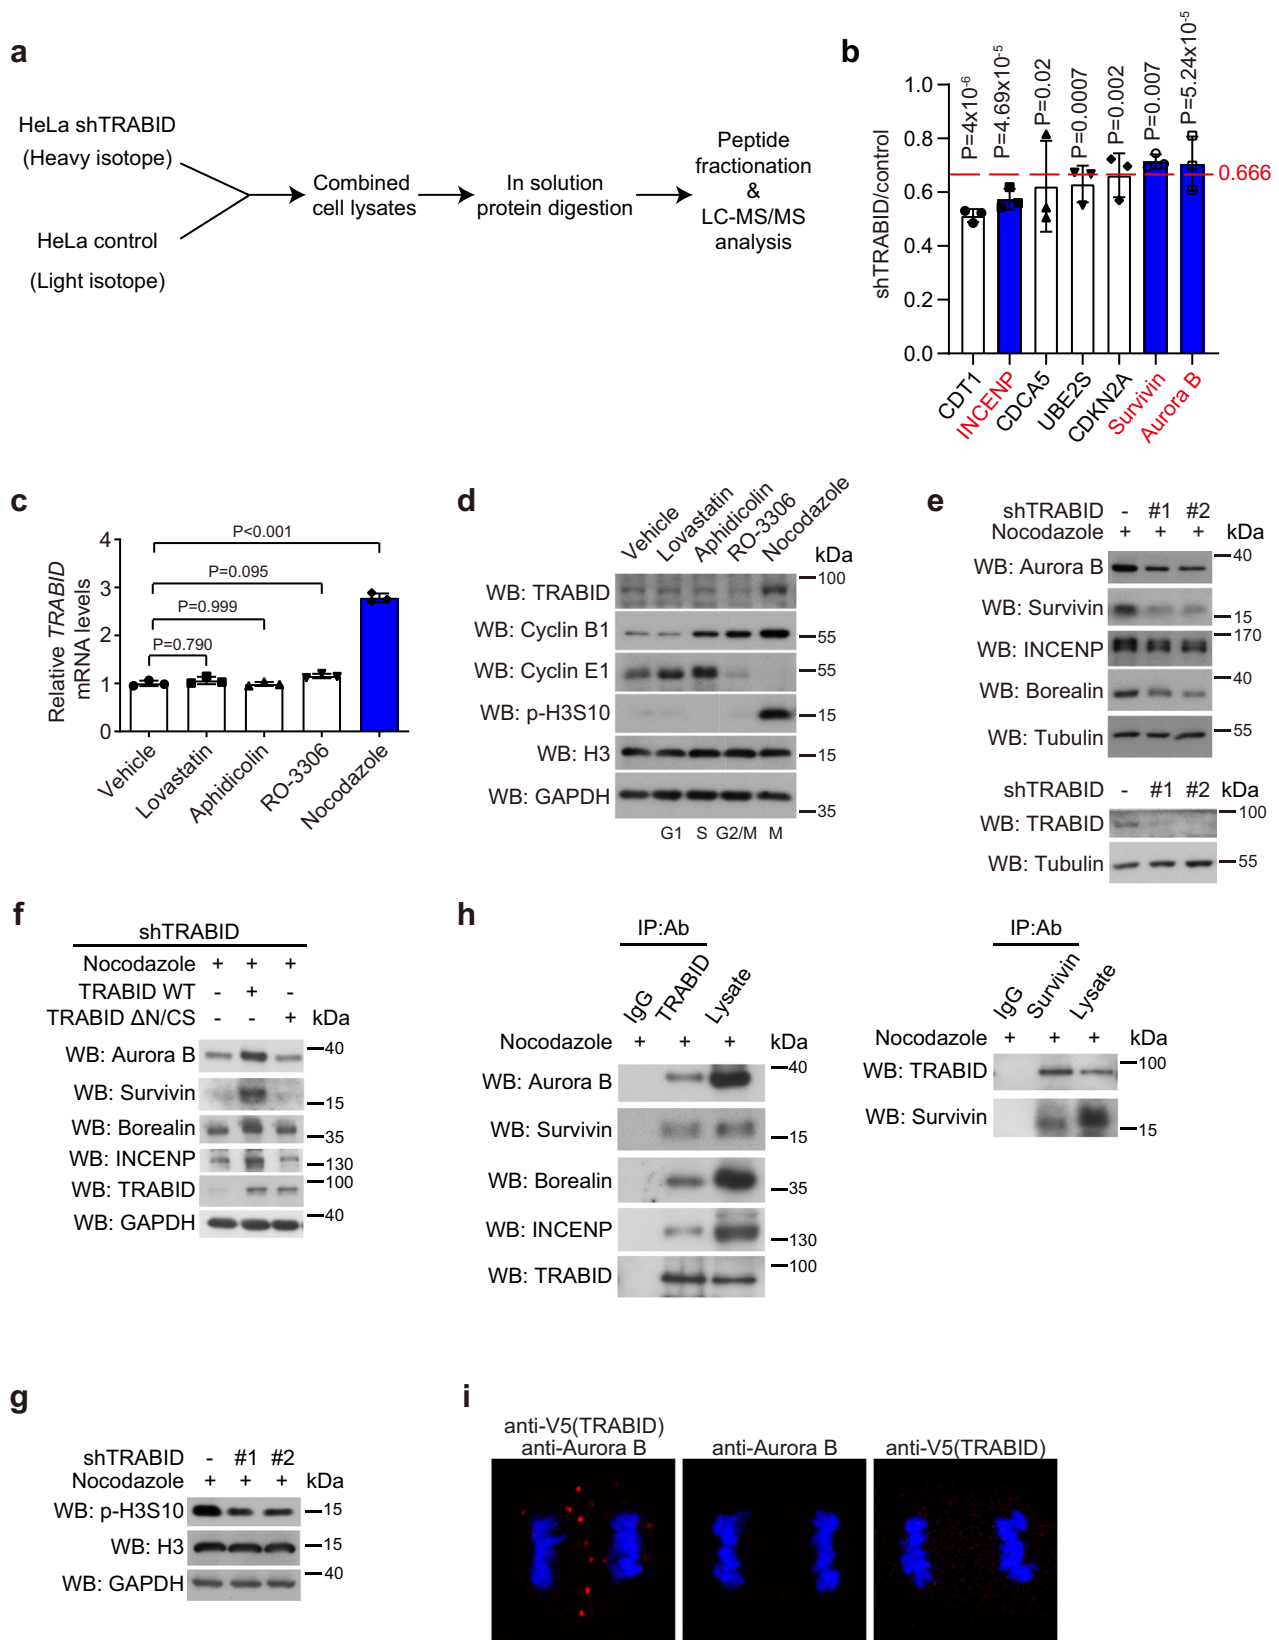 a
HeLa shTRABID
(Heavy isotope)
HeLa control
(Light isotope)
Combined
cell lysates
In solution
protein digestion
Peptide
fractionation
&
LC-MS/MS
analysis
b
shTRABID/control
1.0
0.8
0.6
0.4
0.2
0.0
P=4x10-6
P=4.69x10-5
P=0.02
P=0.0007
P=0.002
P=0.007
P=5.24x10-5
0.666
CDT1
INCENP
CDCA5
UBE2S
CDKN2A
Survivin
Aurora B
c
Relative TRABID
mRNA levels
4
3
2
1
0
P<0.001
P=0.095
P=0.999
P=0.790
Vehicle
Lovastatin
Aphidicolin
RO-3306
Nocodazole
d
Vehicle
Lovastatin
Aphidicolin
RO-3306
Nocodazole
kDa
WB: TRABID
100
WB: Cyclin B1
55
WB: Cyclin E1
55
WB: p-H3S10
15
WB: H3
15
WB: GAPDH
35
G1 S G2/M M
e
shTRABID - #1 #2
Nocodazole + + + kDa
WB: Aurora B
40
WB: Survivin
15
WB: INCENP
170
WB: Borealin
40
WB: Tubulin
55
shTRABID - #1 #2 kDa
WB: TRABID
100
WB: Tubulin
55
f
shTRABID
Nocodazole + + +
TRABID WT - + -
TRABID ΔN/CS - - + kDa
WB: Aurora B
40
WB: Survivin
15
WB: Borealin
35
WB: INCENP
130
WB: TRABID
100
WB: GAPDH
40
h
IP:Ab
IgG
TRABID
Lysate
Nocodazole + + + kDa
WB: Aurora B
40
WB: Survivin
15
WB: Borealin
35
WB: INCENP
130
WB: TRABID
100
IP:Ab
IgG
Survivin
Lysate
Nocodazole + + + kDa
WB: TRABID
100
WB: Survivin
15
g
shTRABID - #1 #2
Nocodazole + + + kDa
WB: p-H3S10
15
WB: H3
15
WB: GAPDH
40
i
anti-V5(TRABID)
anti-Aurora B
anti-Aurora B
anti-V5(TRABID)